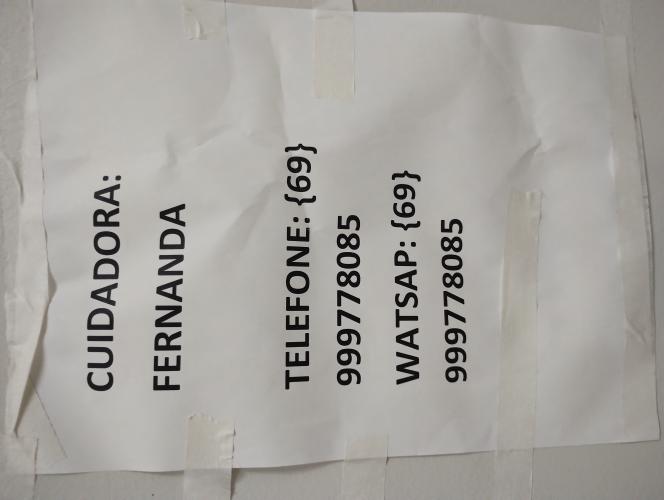 CUIDADORA:
FERNANDA
TELEFONE: {69}
999778085
WATSAP: {69}
999778085